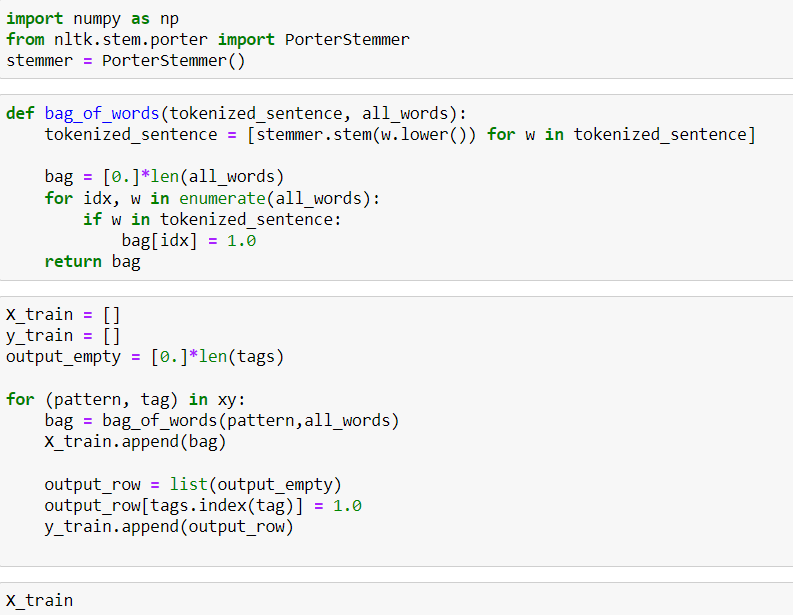 import numpy as np
from nltk.stem.porter import PorterStemmer
stemmer = PorterStemmer()
def bag_of_words(tokenized_sentence, all_words):
    tokenized_sentence = [stemmer.stem(w.lower()) for w in tokenized_sentence]
    bag = [0.]*len(all_words)
    for idx, w in enumerate(all_words):
        if w in tokenized_sentence:
            bag[idx] = 1.0
    return bag
X_train = []
y_train = []
output_empty = [0.]*len(tags)
for (pattern, tag) in xy:
    bag = bag_of_words(pattern,all_words)
    X_train.append(bag)
    output_row = list(output_empty)
    output_row[tags.index(tag)] = 1.0
    y_train.append(output_row)
X_train